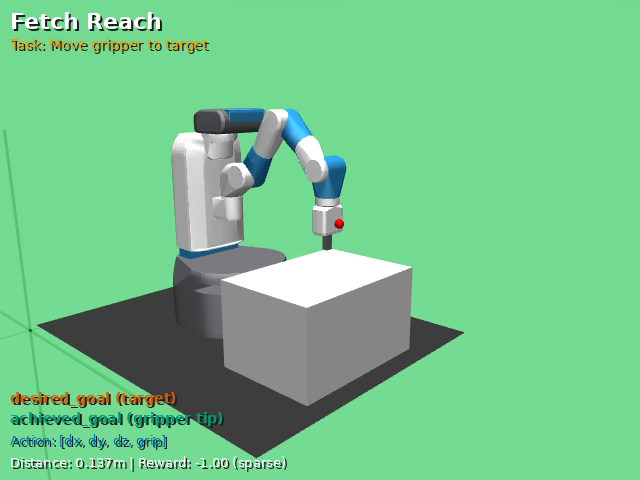 Fetch Reach
Task: Move gripper to target
desired_goal (target)
achieved_goal (gripper tip)
Action: [dx, dy, dz, grip]
Distance: 0.137m | Reward: -1.00 (sparse)